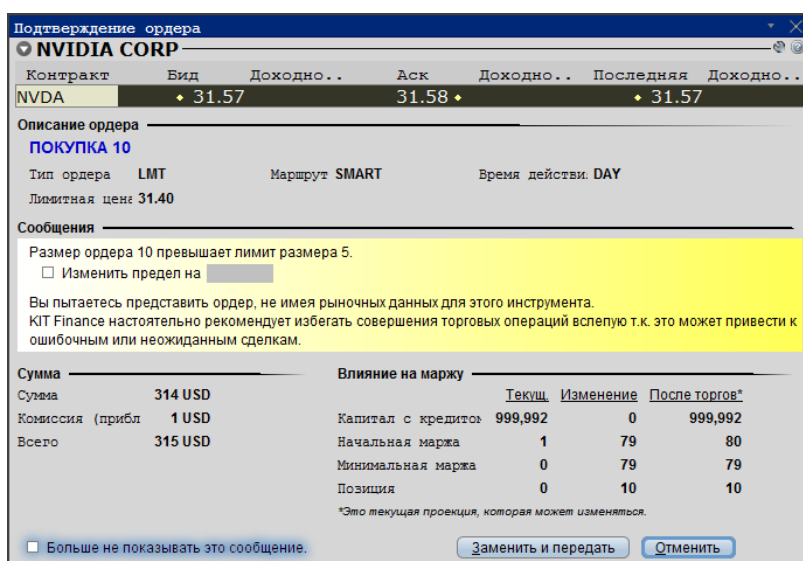 Подтверждение ордера
NVIDIA CORP
Контракт Бид Доходно.. Аск Доходно.. Последняя Доходно..
NVDA 31.57 31.58 31.57
Описание ордера
ПОКУПКА 10
Тип ордера LMT Маршрут SMART Время действи. DAY
Лимитная цена 31.40
Сообщения
Размер ордера 10 превышает лимит размера 5.
Изменить предел на
Вы пытаетесь представить ордер, не имея рыночных данных для этого инструмента.
KIT Finance настоятельно рекомендует избегать совершения торговых операций вслепую т.к. это может привести к
ошибочным или неожиданным сделкам.
Сумма Влияние на маржу
Текущ. Изменение После торгов*
Сумма 314 USD Капитал с кредитом 999,992 0 999,992
Комиссия (прибл 1 USD Начальная маржа 1 79 80
Всего 315 USD Минимальная маржа 0 79 79
Позиция 0 10 10
*Это текущая проекция, которая может изменяться.
Больше не показывать это сообщение. Заменить и передать Отменить